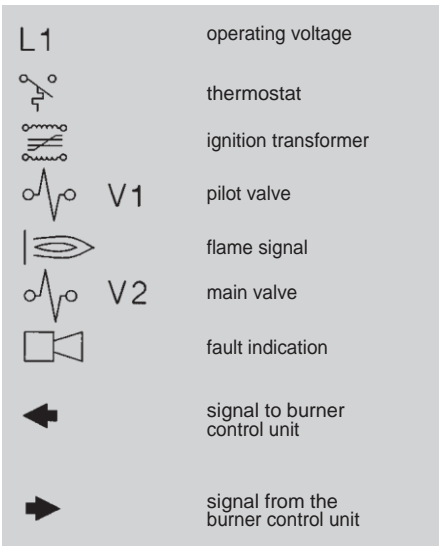 L1 operating voltage
thermostat
ignition transformer
V1 pilot valve
flame signal
V2 main valve
fault indication
signal to burner
control unit
signal from the
burner control unit